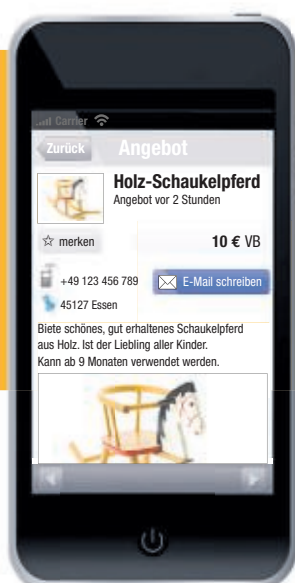 Carrier
Zurück
Angebot
Holz-Schaukelpferd
Angebot vor 2 Stunden
☆ merken
10 € VB
+49 123 456 789
E-Mail schreiben
45127 Essen
Biete schönes, gut erhaltenes Schaukelpferd
aus Holz. Ist der Liebling aller Kinder.
Kann ab 9 Monaten verwendet werden.